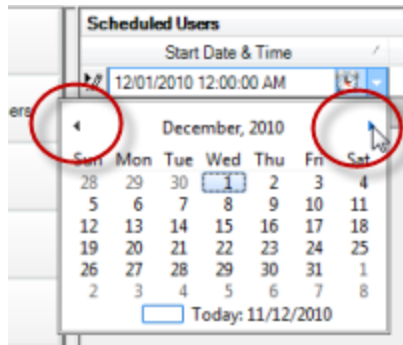 Scheduled Users
Start Date & Time
12/01/2010 12:00:00 AM
ers
December, 2010
Sun Mon Tue Wed Thu Fri Sat
28 29 30 1 2 3 4
5 6 7 8 9 10 11
12 13 14 15 16 17 18
19 20 21 22 23 24 25
26 27 28 29 30 31 1
2 3 4 5 6 7 8
Today: 11/12/2010